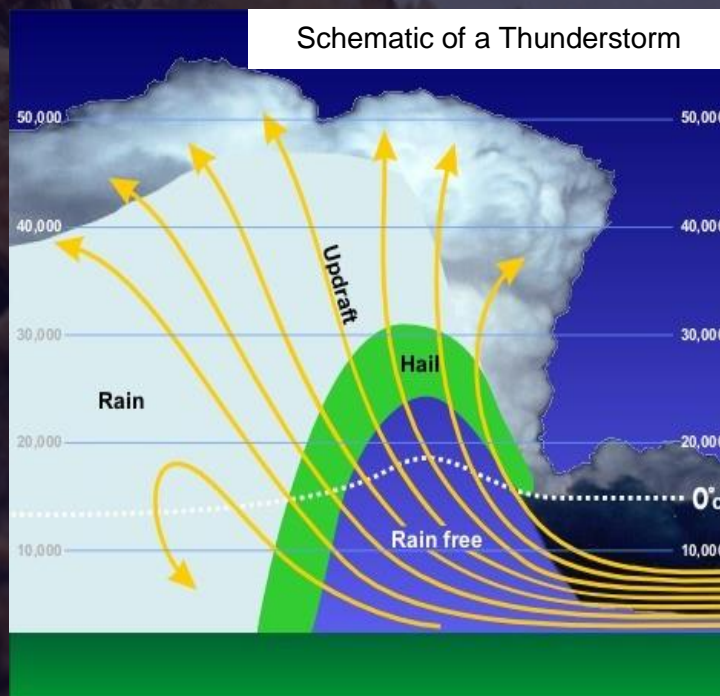 Schematic of a Thunderstorm
50,000
50,000
40,000
40,000
Updraft
30,000
30,000
Hail
Rain
20,000
20,000
0°C
Rain free
10,000
10,000